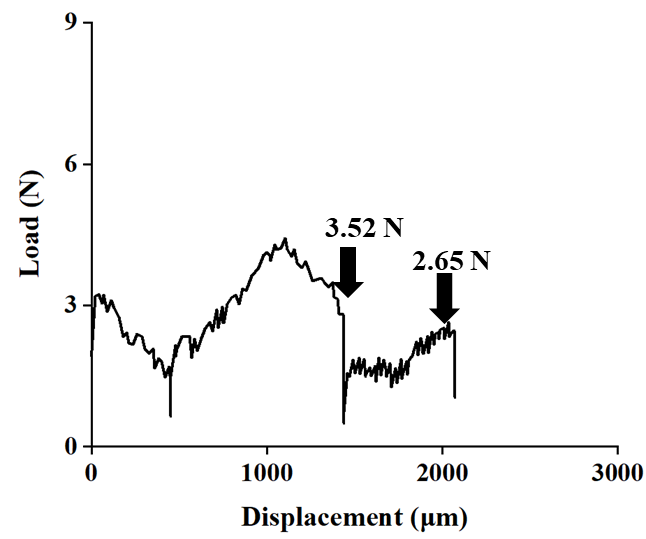 9
6
3
0
Load (N)
3.52 N
2.65 N
0 1000 2000 3000
Displacement (µm)